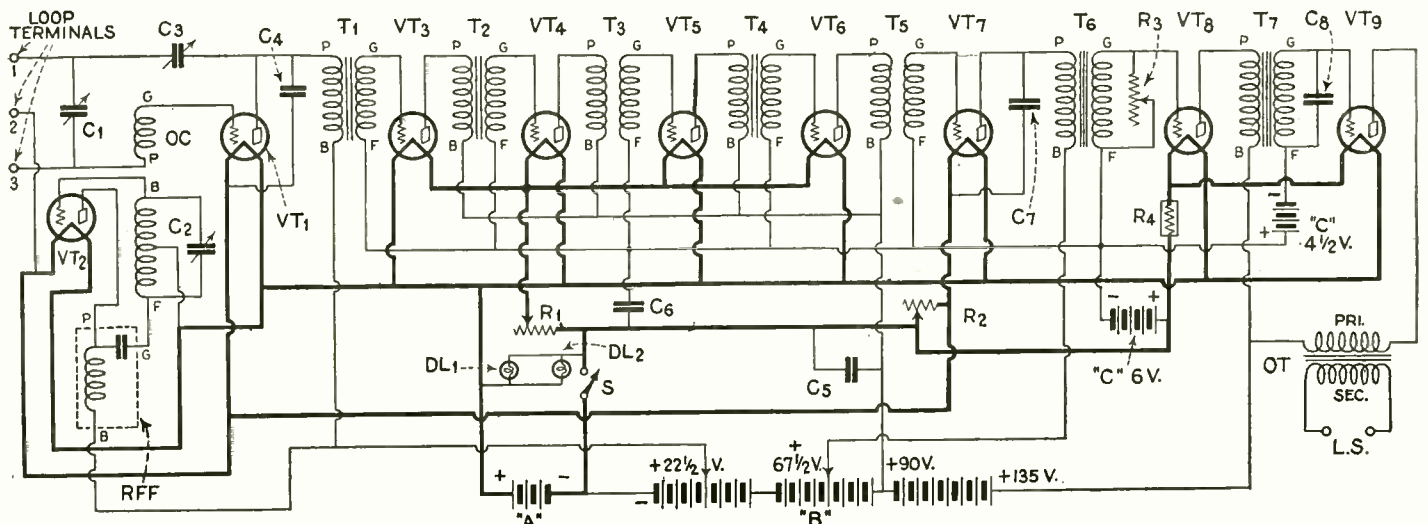 LOOP TERMINALS
C3
C4
T1
VT3
T2
VT4
T3
VT5
T4
VT6
T5
VT7
T6
R3
VT8
T7
C8
VT9
P G P G P G P G P G P G P G
1
2
3
C1
G
OC
P
VT1
B F B F B F B F B F B F B F
B
C2
VT2
F
C7
R4
-
+
"C"
4 1/2 V.
P
G
B
RFF
R1
C6
R2
DL1
DL2
S
C5
- +
"C" 6 V.
OT
PRI.
SEC.
L.S.
+ -
"A"
-
+22 1/2 V.
+
67 1/2 V.
"B"
+90 V.
+135 V.